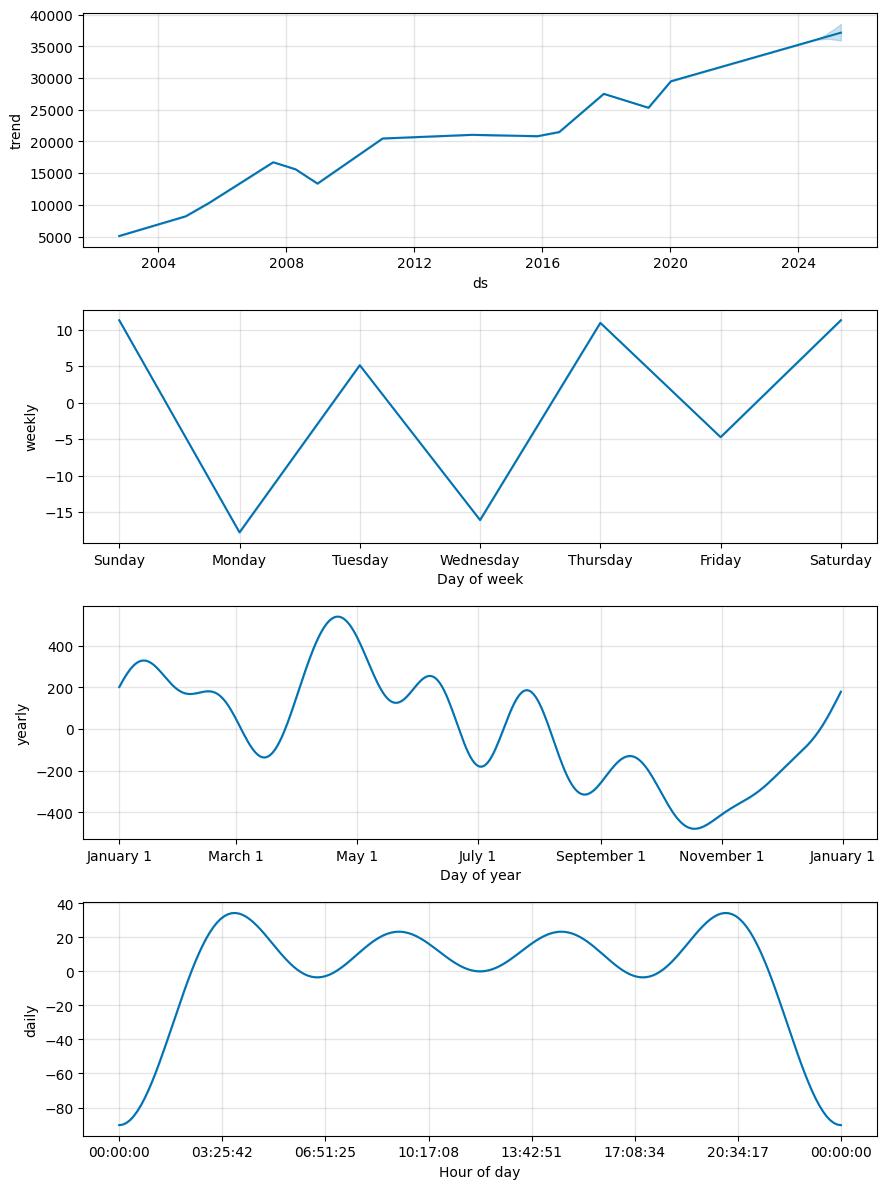 40000
35000
30000
25000
20000
15000
10000
5000
trend
2004 2008 2012 2016 2020 2024
ds
10
5
0
−5
−10
−15
weekly
Sunday Monday Tuesday Wednesday Thursday Friday Saturday
Day of week
400
200
0
−200
−400
yearly
January 1 March 1 May 1 July 1 September 1 November 1 January 1
Day of year
40
20
0
−20
−40
−60
−80
daily
00:00:00 03:25:42 06:51:25 10:17:08 13:42:51 17:08:34 20:34:17 00:00:00
Hour of day